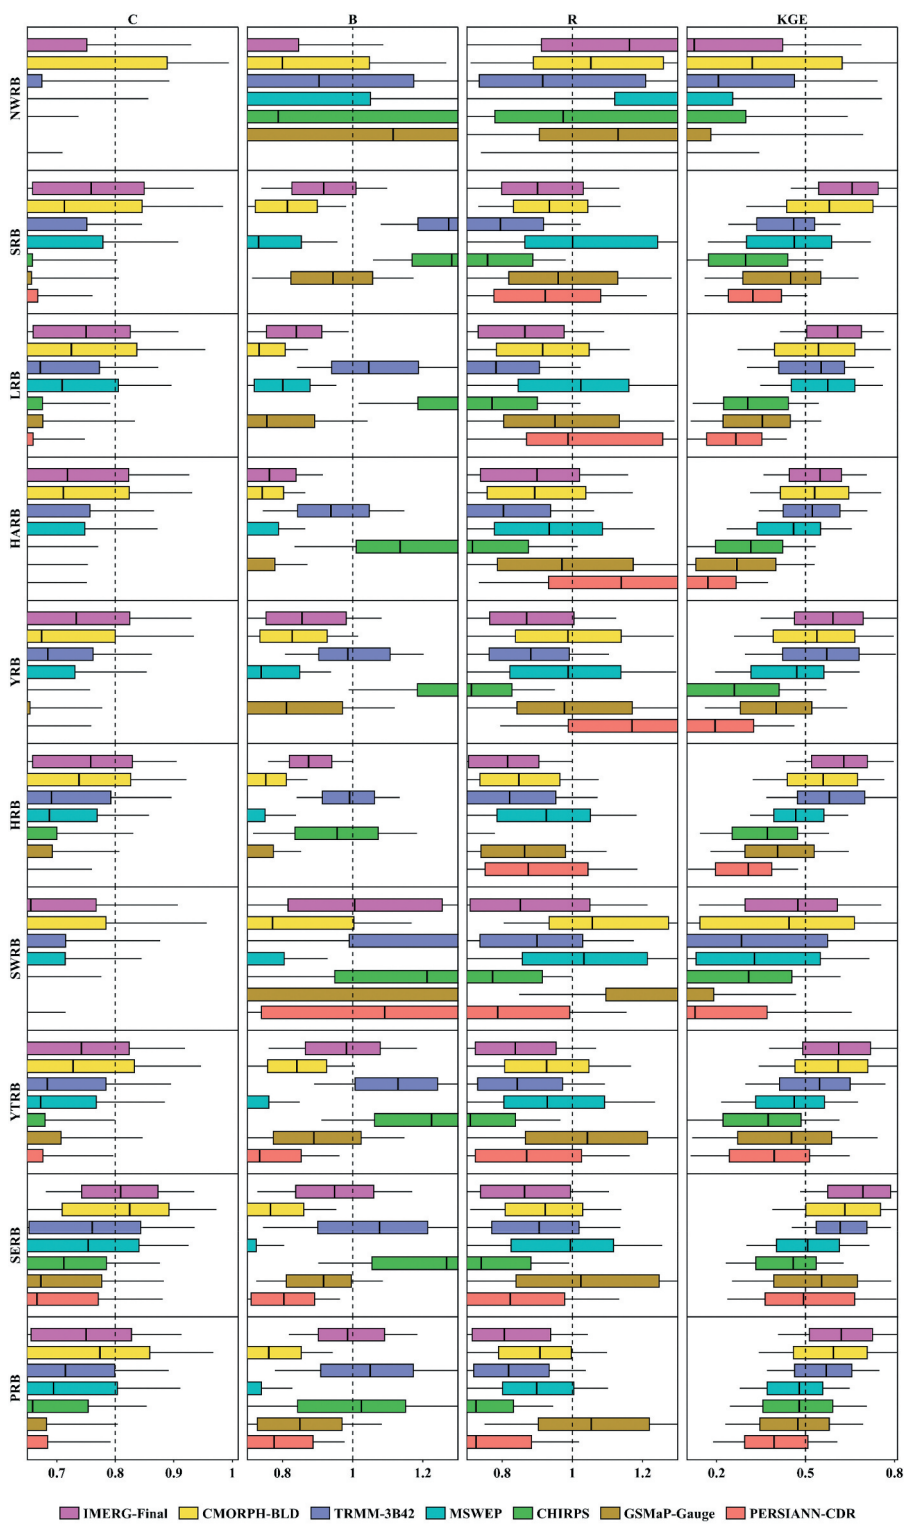 C B R KGE
NWRB
SRB
LRB
HARB
YRB
HRB
SWRB
YTRB
SERB
PRB
0.7 0.8 0.9 1 0.8 1 1.2 0.8 1 1.2 0.2 0.5 0.8
IMERG-Final CMORPH-BLD TRMM-3B42 MSWEP CHIRPS GSMaP-Gauge PERSIANN-CDR